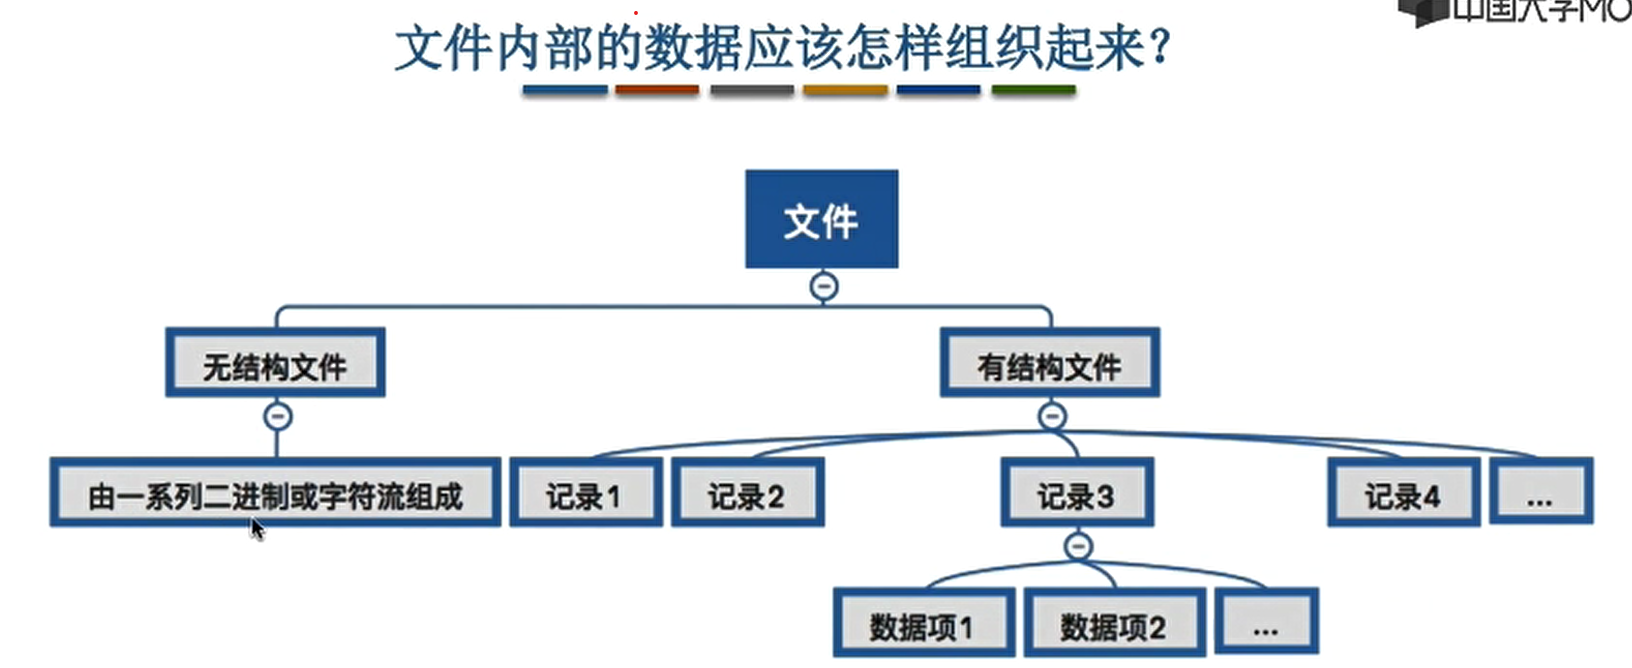 中国大学MO
文件内部的数据应该怎样组织起来？
文件
无结构文件
有结构文件
由一系列二进制或字符流组成
记录1
记录2
记录3
记录4
...
数据项1
数据项2
...